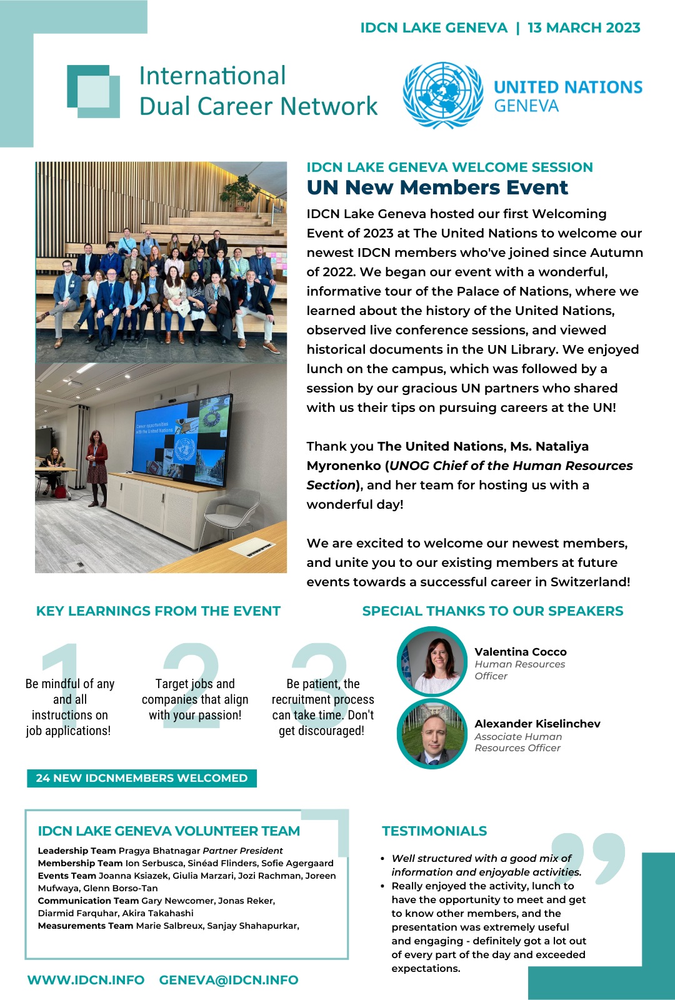 IDCN LAKE GENEVA | 13 MARCH 2023
International
Dual Career Network
UNITED NATIONS
GENEVA
IDCN LAKE GENEVA WELCOME SESSION
UN New Members Event
IDCN Lake Geneva hosted our first Welcoming
Event of 2023 at The United Nations to welcome our
newest IDCN members who've joined since Autumn
of 2022. We began our event with a wonderful,
informative tour of the Palace of Nations, where we
learned about the history of the United Nations,
observed live conference sessions, and viewed
historical documents in the UN Library. We enjoyed
lunch on the campus, which was followed by a
session by our gracious UN partners who shared
with us their tips on pursuing careers at the UN!
Thank you The United Nations, Ms. Nataliya
Myronenko (UNOG Chief of the Human Resources
Section), and her team for hosting us with a
wonderful day!
We are excited to welcome our newest members,
and unite you to our existing members at future
events towards a successful career in Switzerland!
Career opportunities
with the United Nations
KEY LEARNINGS FROM THE EVENT
1
Be mindful of any
and all
instructions on
job applications!
2
Target jobs and
companies that align
with your passion!
3
Be patient, the
recruitment process
can take time. Don't
get discouraged!
SPECIAL THANKS TO OUR SPEAKERS
Valentina Cocco
Human Resources
Officer
Alexander Kiselinchev
Associate Human
Resources Officer
24 NEW IDCNMEMBERS WELCOMED
IDCN LAKE GENEVA VOLUNTEER TEAM
Leadership Team Pragya Bhatnagar Partner President
Membership Team Ion Serbusca, Sinéad Flinders, Sofie Agergaard
Events Team Joanna Ksiazek, Giulia Marzari, Jozi Rachman, Joreen
Mufwaya, Glenn Borso-Tan
Communication Team Gary Newcomer, Jonas Reker,
Diarmid Farquhar, Akira Takahashi
Measurements Team Marie Salbreux, Sanjay Shahapurkar,
TESTIMONIALS
”
• Well structured with a good mix of
information and enjoyable activities.
• Really enjoyed the activity, lunch to
have the opportunity to meet and get
to know other members, and the
presentation was extremely useful
and engaging - definitely got a lot out
of every part of the day and exceeded
expectations.
WWW.IDCN.INFO GENEVA@IDCN.INFO